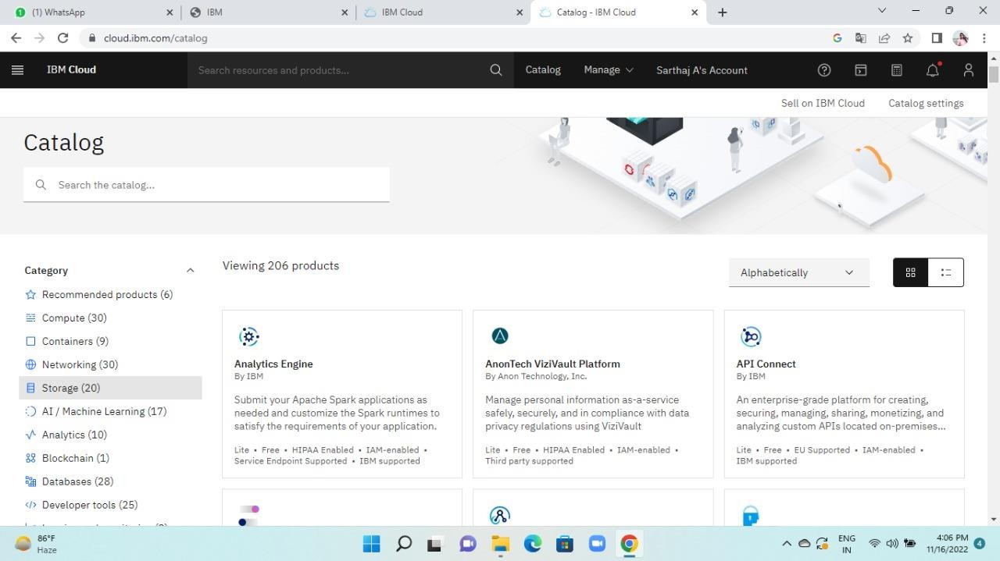 (1) WhatsApp
IBM
IBM Cloud
Catalog - IBM Cloud
cloud.ibm.com/catalog
IBM Cloud
Search resources and products...
Catalog
Manage
Sarthaj A's Account
Sell on IBM Cloud
Catalog settings
Catalog
Search the catalog...
Category
Recommended products (6)
Compute (30)
Containers (9)
Networking (30)
Storage (20)
AI / Machine Learning (17)
Analytics (10)
Blockchain (1)
Databases (28)
Developer tools (25)
Viewing 206 products
Alphabetically
Analytics Engine
By IBM
Submit your Apache Spark applications as
needed and customize the Spark runtimes to
satisfy the requirements of your application.
Lite • Free • HIPAA Enabled • IAM-enabled •
Service Endpoint Supported • IBM supported
AnonTech ViziVault Platform
By Anon Technology, Inc.
Manage personal information as-a-service
safely, securely, and in compliance with data
privacy regulations using ViziVault
Lite • Free • HIPAA Enabled • IAM-enabled •
Third party supported
API Connect
By IBM
An enterprise-grade platform for creating,
securing, managing, sharing, monetizing, and
analyzing custom APIs located on-premises...
Lite • Free • EU Supported • IAM-enabled •
IBM supported
86°F
Haze
ENG
IN
4:06 PM
11/16/2022
4